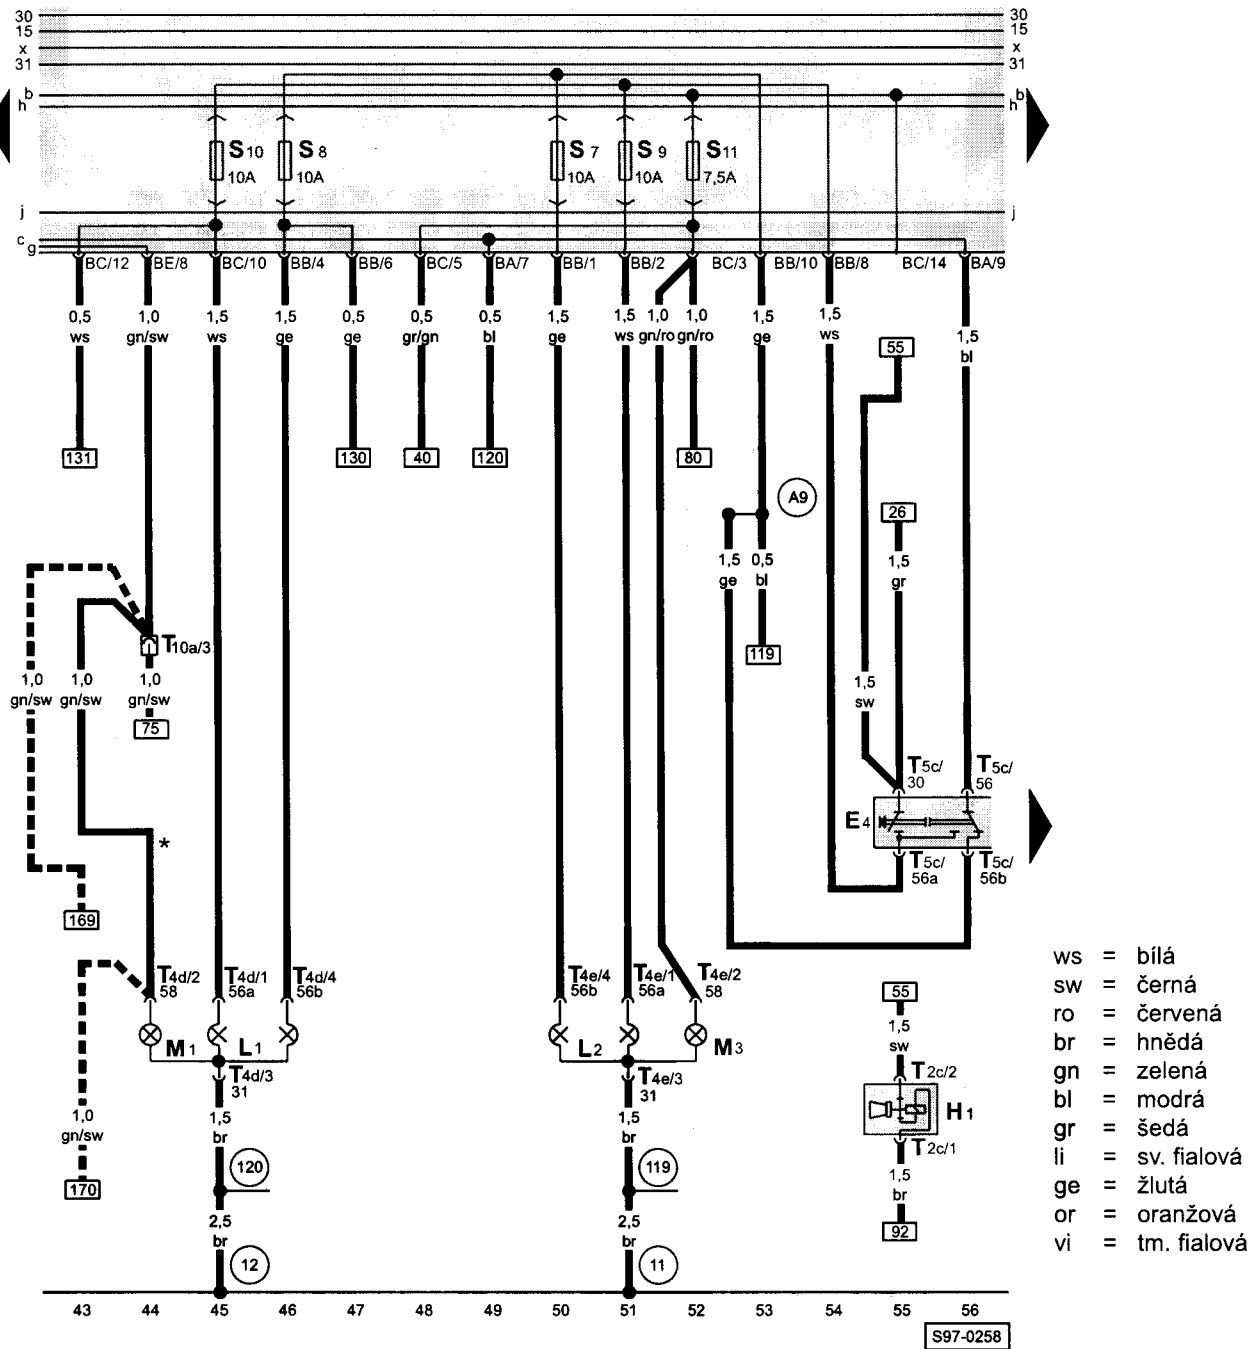 30 30
15 15
x x
31 31
b b
h h
S 10 S 8 S 7 S 9 S 11
10A 10A 10A 10A 7,5A
j j
c
g
BC/12 BE/8 BC/10 BB/4 BB/6 BC/5 BA/7 BB/1 BB/2 BC/3 BB/10 BB/8 BC/14 BA/9
0,5 1,0 1,5 1,5 0,5 0,5 0,5 1,5 1,5 1,0 1,0 1,5 1,5 1,5
ws gn/sw ws ge ge gr/gn bl ge ws gn/ro gn/ro ge ws bl
55
131 130 40 120 80
A9
26
1,5 0,5 1,5
ge bl gr
T10a/3
119
1,0 1,0 1,0 1,5
gn/sw gn/sw gn/sw sw
75
T5c/ T5c/
30 56
E4
*
T5c/ T5c/
56a 56b
169
T4d/2 T4d/1 T4d/4 T4e/4 T4e/1 T4e/2
58 56a 56b 56b 56a 58
55
1,5
sw
M1 L1 L2 M3
T4d/3 T4e/3
31 31
T2c/2
H1
T2c/1
1,0 1,5 1,5
gn/sw br br
120 119
1,5
br
170
2,5 2,5
br br
92
12 11
43 44 45 46 47 48 49 50 51 52 53 54 55 56
S97-0258
ws = bílá
sw = černá
ro = červená
br = hnědá
gn = zelená
bl = modrá
gr = šedá
li = sv. fialová
ge = žlutá
or = oranžová
vi = tm. fialová